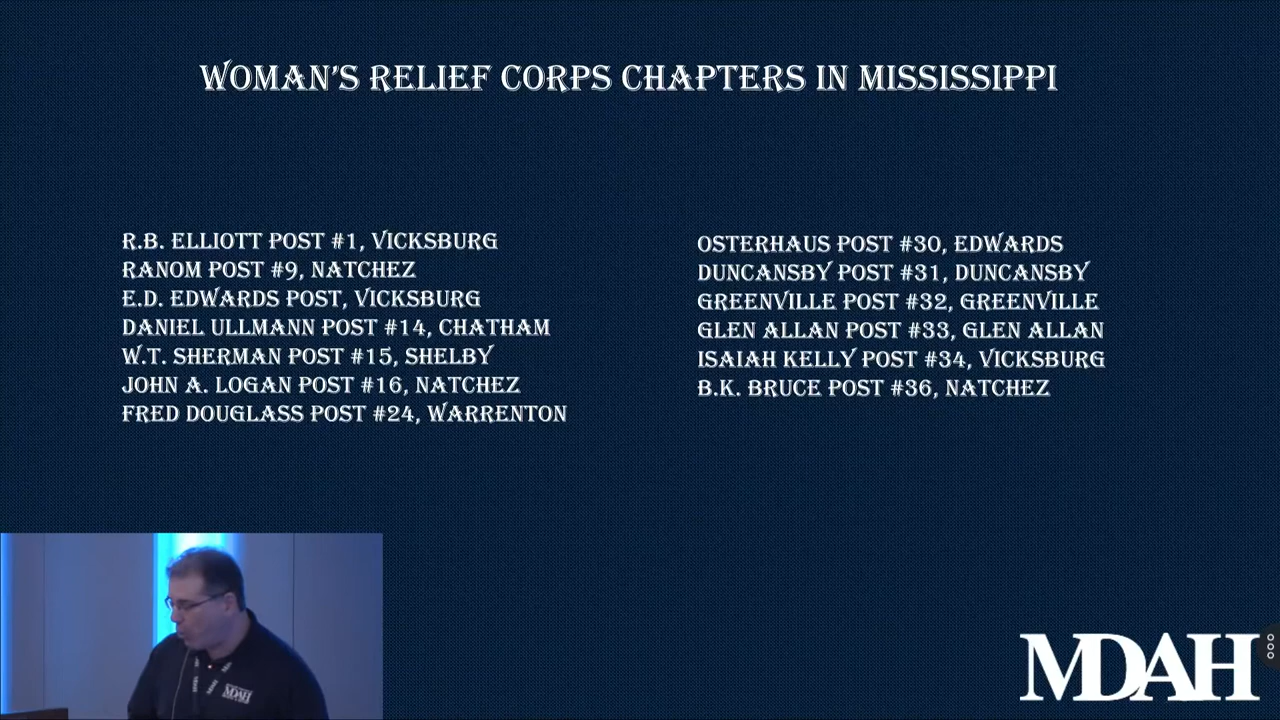 WOMAN'S RELIEF CORPS CHAPTERS IN MISSISSIPPI
R.B. ELLIOTT POST #1, VICKSBURG
RANOM POST #9, NATCHEZ
E.D. EDWARDS POST, VICKSBURG
DANIEL ULLMANN POST #14, CHATHAM
W.T. SHERMAN POST #15, SHELBY
JOHN A. LOGAN POST #16, NATCHEZ
FRED DOUGLASS POST #24, WARRENTON
OSTERHAUS POST #30, EDWARDS
DUNCANSBY POST #31, DUNCANSBY
GREENVILLE POST #32, GREENVILLE
GLEN ALLAN POST #33, GLEN ALLAN
ISAIAH KELLY POST #34, VICKSBURG
B.K. BRUCE POST #36, NATCHEZ
MDAH
MDAH